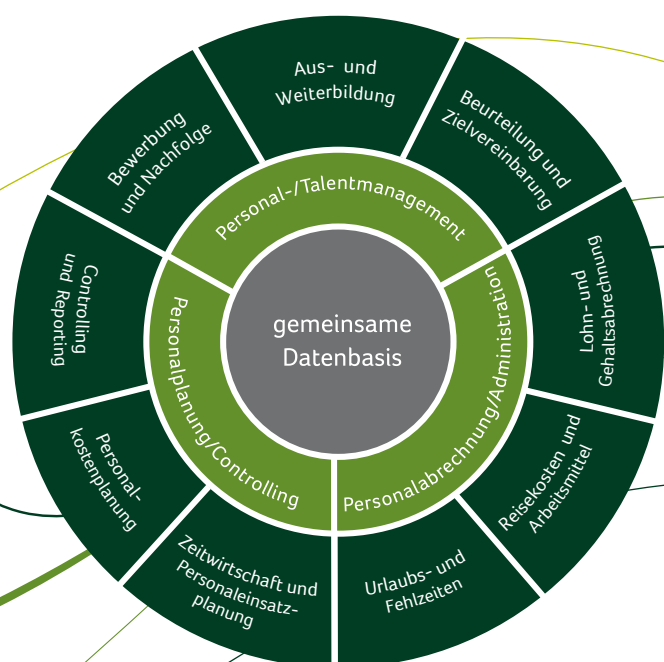 Aus- und
Weiterbildung
Beurteilung und
Zielvereinbarung
Bewerbung
und Nachfolge
Personal-/Talentmanagement
Lohn- und
Gehaltsabrechnung
Controlling
und Reporting
gemeinsame
Datenbasis
Personalplanung/Controlling
Personalabrechnung/Administration
Personal-
kostenplanung
Reisekosten und
Arbeitsmittel
Zeitwirtschaft und
Personaleinsatz-
planung
Urlaubs- und
Fehlzeiten